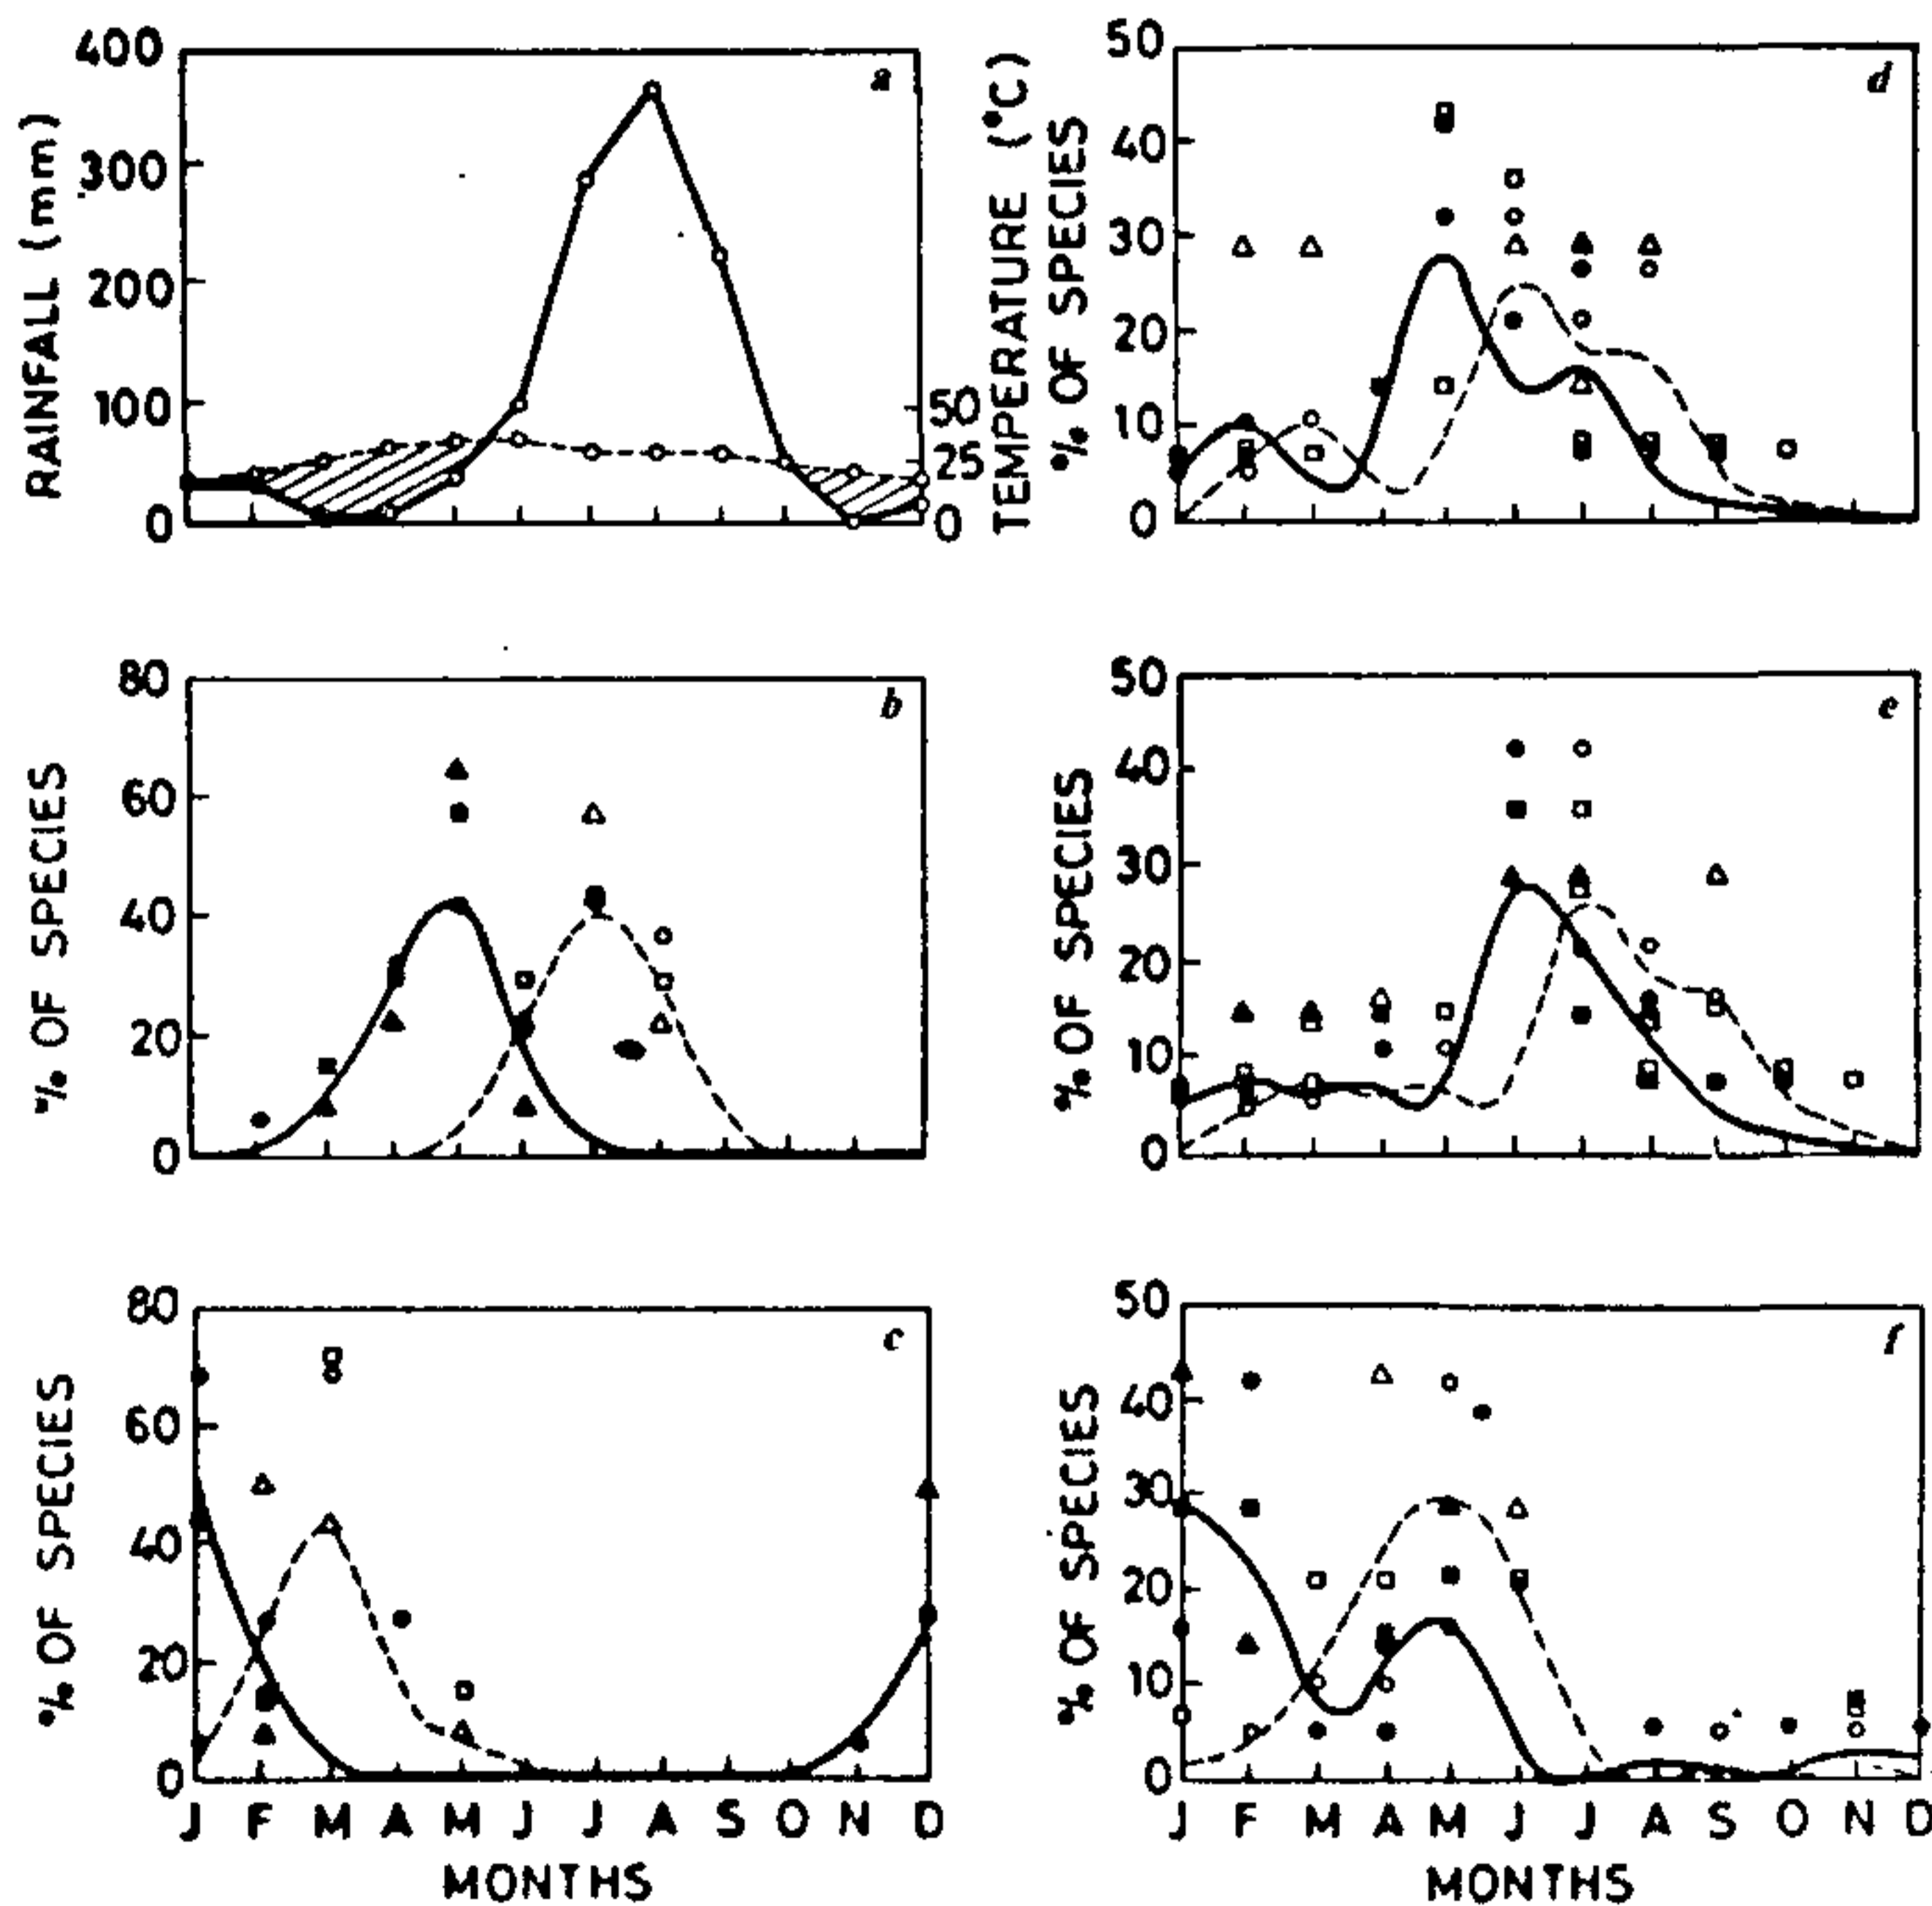 a
RAINFALL (mm)
400
300
200
100
0
50
25
0
TEMPERATURE (°C)
d
% OF SPECIES
50
40
30
20
10
0
b
% OF SPECIES
80
60
40
20
0
e
% OF SPECIES
50
40
30
20
10
0
c
% OF SPECIES
80
60
40
20
0
J F M A M J J A S O N D
MONTHS
f
% OF SPECIES
50
40
30
20
10
0
J F M A M J J A S O N D
MONTHS